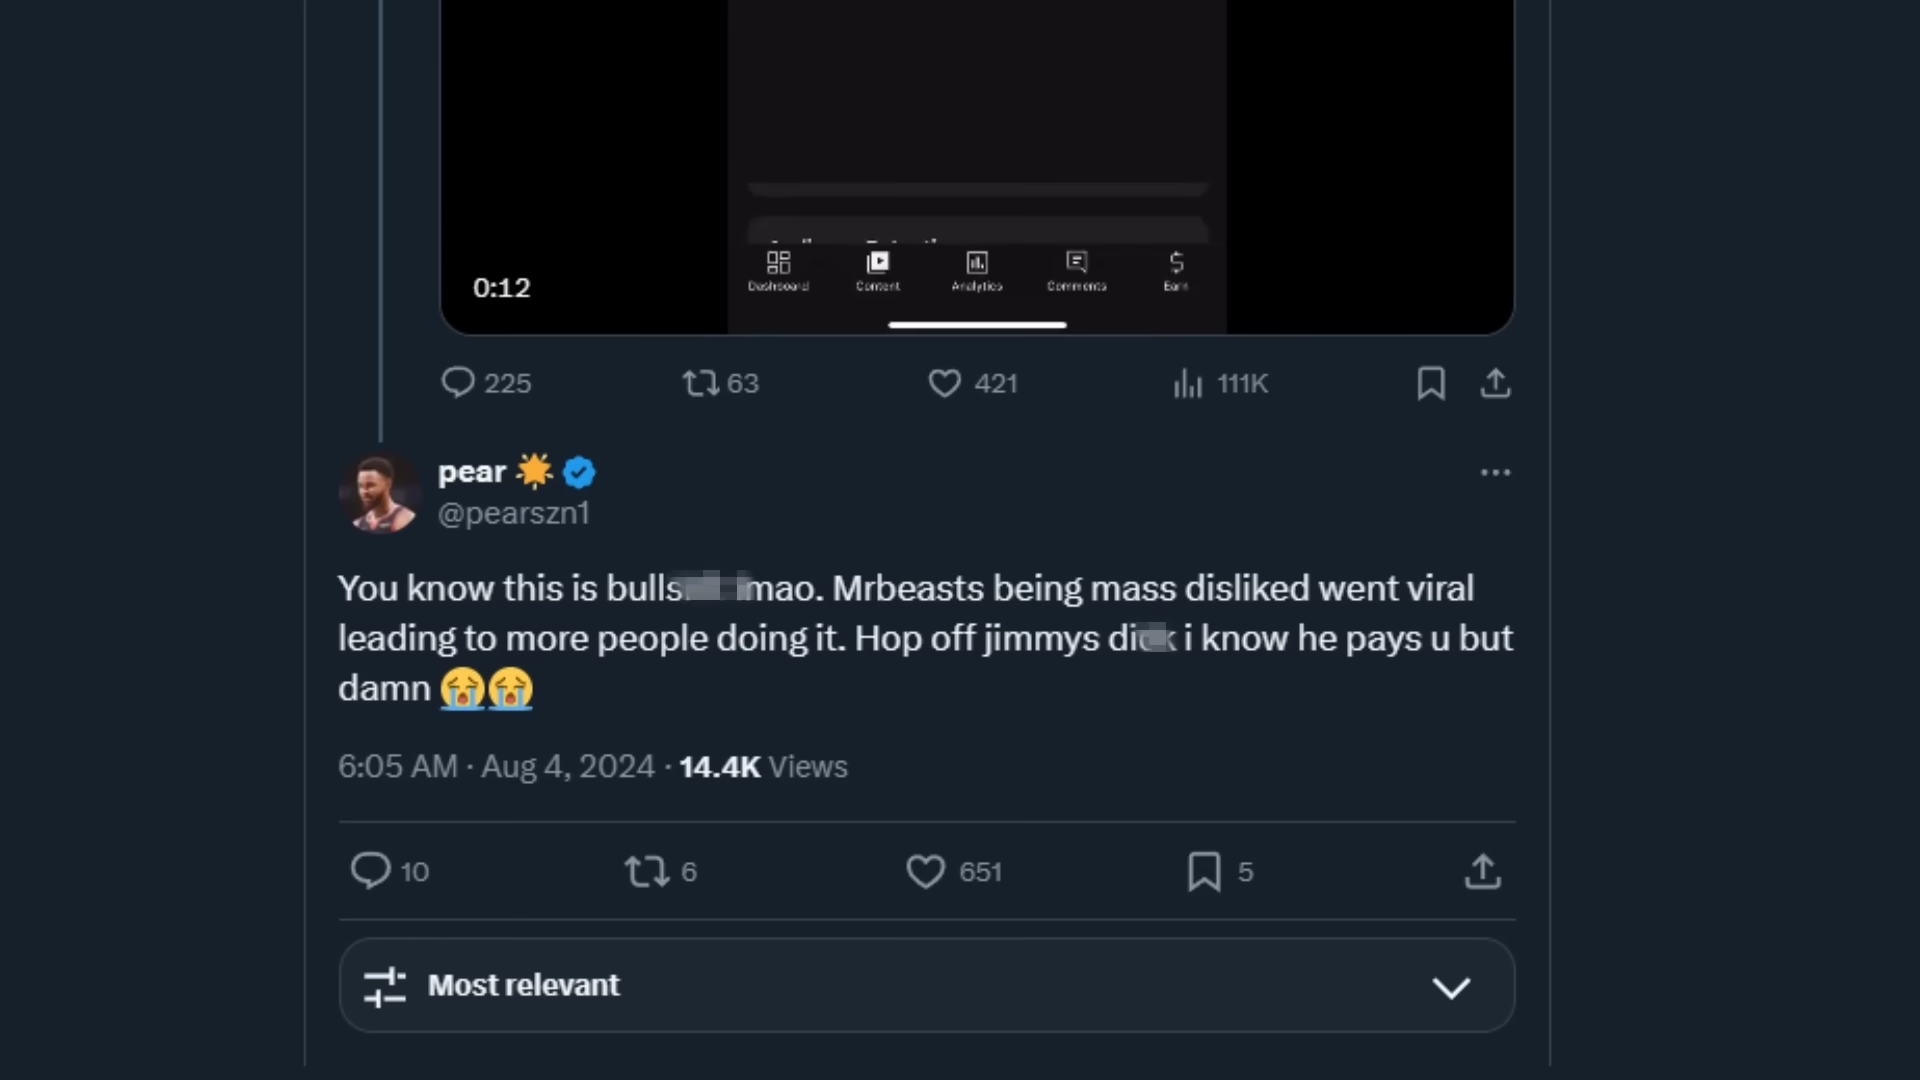 0:12
Dashboard Content Analytics Comments Earn
225 63 421 111K
pear
@pearszn1
You know this is bulls mao. Mrbeasts being mass disliked went viral
leading to more people doing it. Hop off jimmys i know he pays u but
damn
6:05 AM · Aug 4, 2024 · 14.4K Views
10 6 651 5
Most relevant